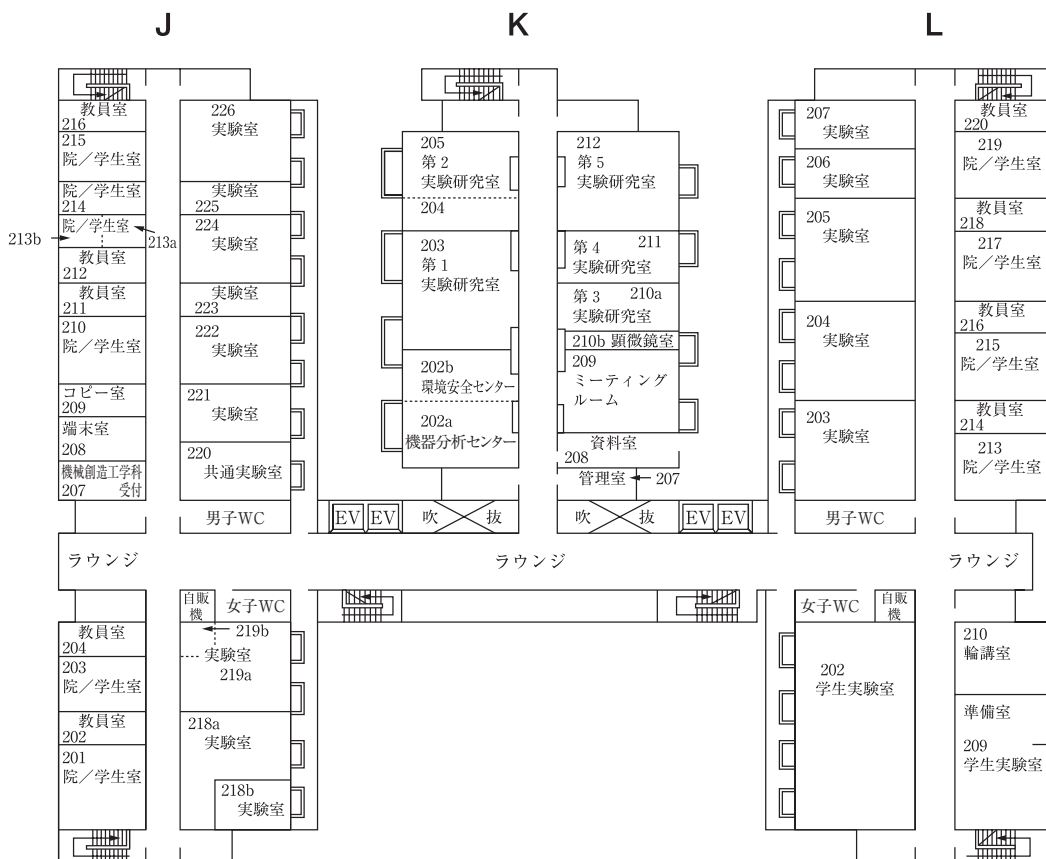 J
K
L
教員室
216
215
院／学生室
院／学生室
214
院／学生室
213b
213a
教員室
212
教員室
211
210
院／学生室
コピー室
209
端末室
208
機械創造工学科
207 受付
226
実験室
実験室
225
224
実験室
実験室
223
222
実験室
221
実験室
220
共通実験室
男子WC
EV
EV
205
第2
実験研究室
204
203
第1
実験研究室
202b
環境安全センター
202a
機器分析センター
吹 抜
212
第5
実験研究室
第4 211
実験研究室
第3 210a
実験研究室
210b 顕微鏡室
209
ミーティング
ルーム
資料室
208
管理室
207
吹 抜
EV
EV
207
実験室
206
実験室
205
実験室
204
実験室
203
実験室
男子WC
教員室
220
219
院／学生室
教員室
218
217
院／学生室
教員室
216
215
院／学生室
教員室
214
213
院／学生室
ラウンジ
ラウンジ
ラウンジ
教員室
204
203
院／学生室
教員室
202
201
院／学生室
自販
機
女子WC
219b
実験室
219a
218a
実験室
218b
実験室
女子WC
自販
機
202
学生実験室
210
輪講室
準備室
209
学生実験室